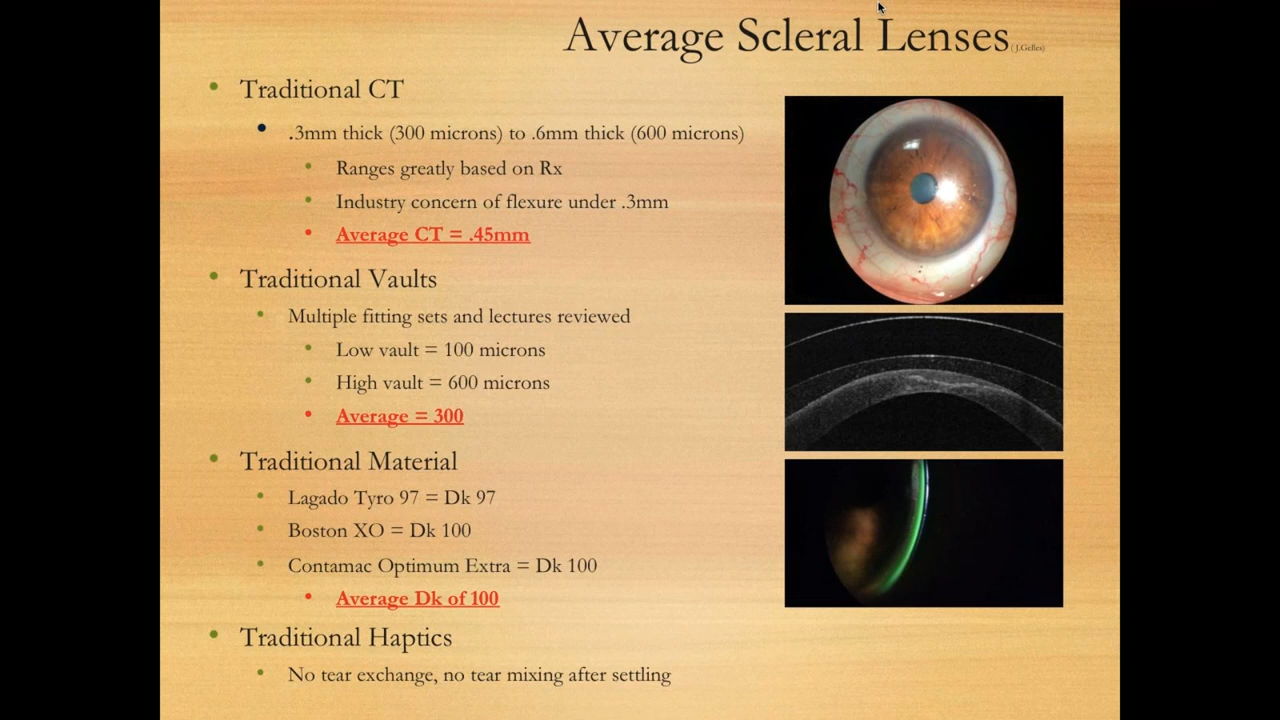 Average Scleral Lenses ( J.Gelles)
Traditional CT
.3mm thick (300 microns) to .6mm thick (600 microns)
Ranges greatly based on Rx
Industry concern of flexure under .3mm
Average CT = .45mm
Traditional Vaults
Multiple fitting sets and lectures reviewed
Low vault = 100 microns
High vault = 600 microns
Average = 300
Traditional Material
Lagado Tyro 97 = Dk 97
Boston XO = Dk 100
Contamac Optimum Extra = Dk 100
Average Dk of 100
Traditional Haptics
No tear exchange, no tear mixing after settling